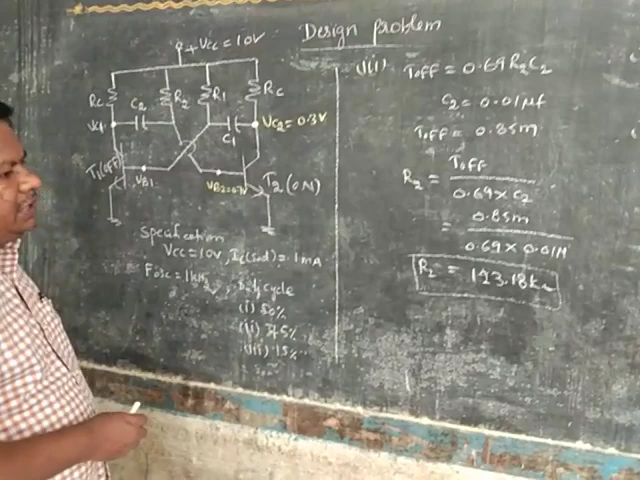 Design problem
+Vcc = 10V
Rc
C2
R2
R1
Rc
Vc1
C1
Vc2 = 0.3V
T1(OFF)
VB1
VB2=0.7V
T2(ON)
Specification
Vcc = 10V, Ic(sat) = 1mA
Fosc = 1kHz, Duty cycle
(i) 50%
(ii) 75%
(iii) 15%
(iii) Toff = 0.69R2C2
C2 = 0.01µf
Toff = 0.85m
R2 = Toff
0.69 x C2
= 0.85m
0.69 x 0.01µ
R2 = 123.18k